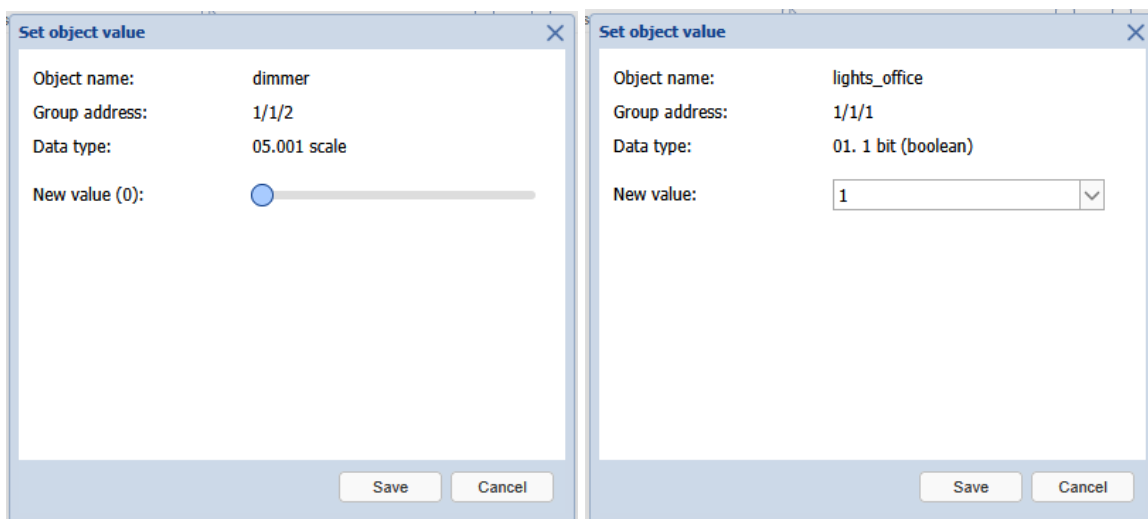 Set object value
Object name: dimmer
Group address: 1/1/2
Data type: 05.001 scale
New value (0):
Save Cancel
Set object value
Object name: lights_office
Group address: 1/1/1
Data type: 01. 1 bit (boolean)
New value: 1
Save Cancel